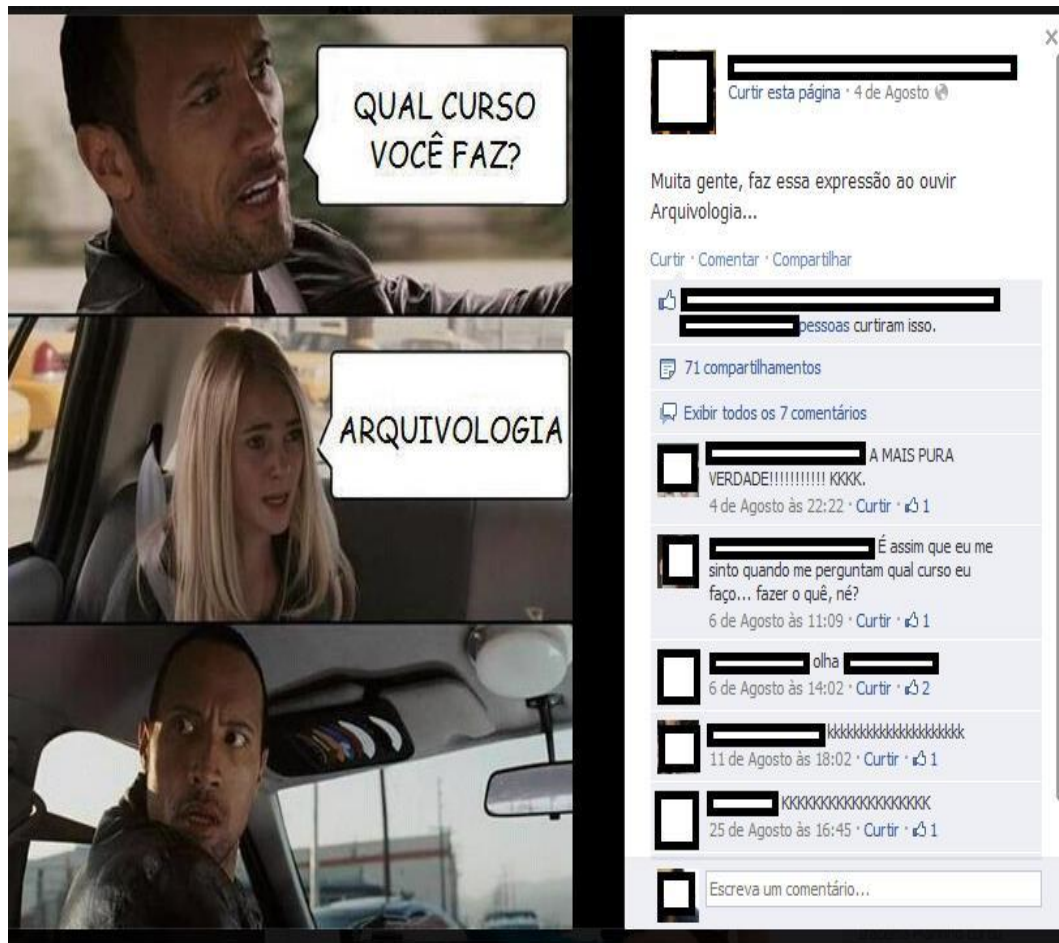 QUAL CURSO
VOCÊ FAZ?
ARQUIVOLOGIA
Curtir esta página · 4 de Agosto
Muita gente, faz essa expressão ao ouvir
Arquivologia...
Curtir · Comentar · Compartilhar
pessoas curtiram isso.
71 compartilhamentos
Exibir todos os 7 comentários
A MAIS PURA
VERDADE!!!!!!!!!!! KKKK.
4 de Agosto às 22:22 · Curtir · 1
É assim que eu me
sinto quando me perguntam qual curso eu
faço... fazer o quê, né?
6 de Agosto às 11:09 · Curtir · 1
olha
6 de Agosto às 14:02 · Curtir · 2
kkkkkkkkkkkkkkkkkkkk
11 de Agosto às 18:02 · Curtir · 1
KKKKKKKKKKKKKKKKKKK
25 de Agosto às 16:45 · Curtir · 1
Escreva um comentário...